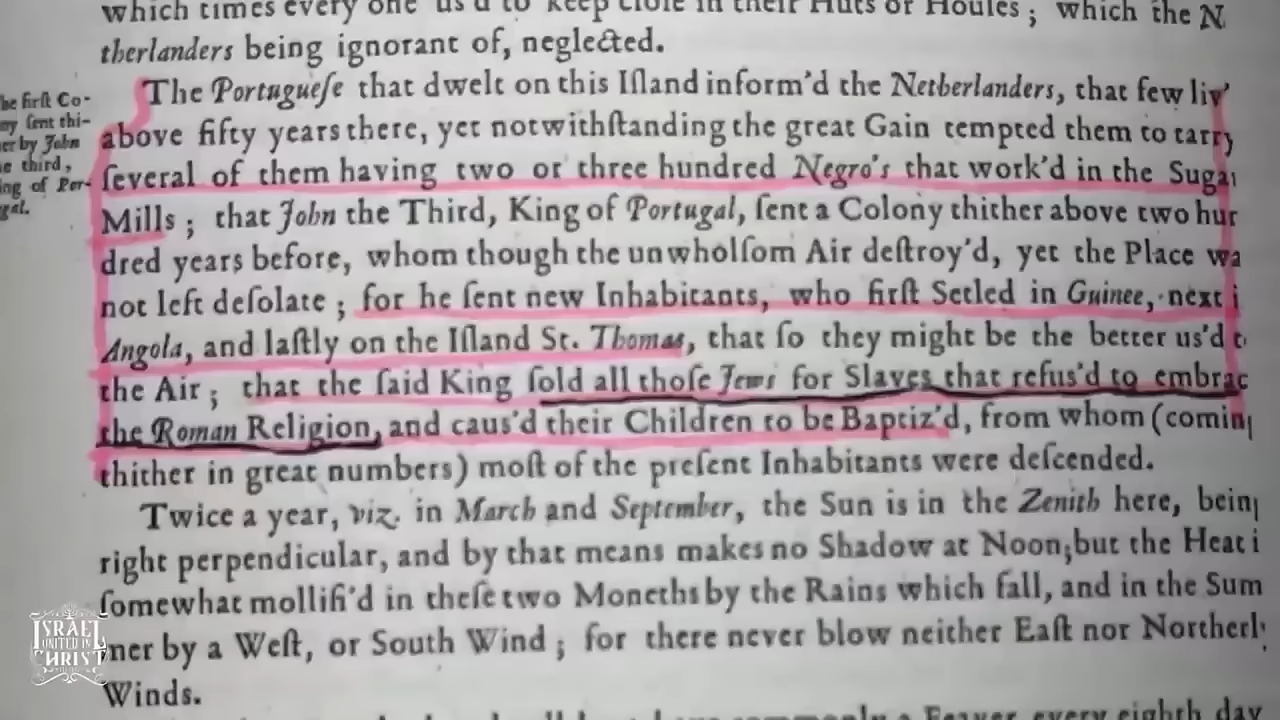 which times every one us'd to keep close in their Huts or Houses; which the N
therlanders being ignorant of, neglected.
The Portuguese that dwelt on this Island inform'd the Netherlanders, that few liv'
above fifty years there, yet notwithstanding the great Gain tempted them to tarry
several of them having two or three hundred Negro's that work'd in the Sugar
Mills; that John the Third, King of Portugal, sent a Colony thither above two hun
dred years before, whom though the unwholsom Air destroy'd, yet the Place wa
not left desolate; for he sent new Inhabitants, who first Setled in Guinee, next i
Angola, and lastly on the Island St. Thomas, that so they might be the better us'd t
the Air; that the said King sold all those Jews for Slaves that refus'd to embrac
the Roman Religion, and caus'd their Children to be Baptiz'd, from whom (coming
thither in great numbers) most of the present Inhabitants were descended.
Twice a year, viz. in March and September, the Sun is in the Zenith here, being
right perpendicular, and by that means makes no Shadow at Noon; but the Heat i
somewhat mollifi'd in these two Moneths by the Rains which fall, and in the Sum
mer by a West, or South Wind; for there never blow neither East nor Northerl
Winds.
he first Co-
ny sent thi-
er by John
e third,
ing of Por-
gal.
ISRAEL
UNITED IN
CHRIST